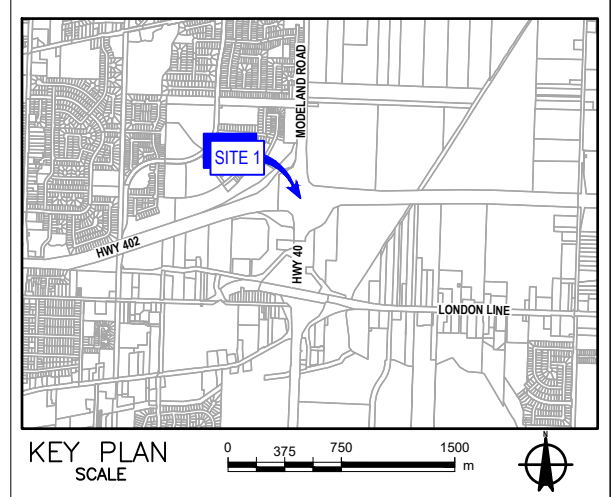 MODELAND ROAD
SITE 1
HWY 402
HWY 40
LONDON LINE
KEY PLAN
SCALE
0 375 750 1500
m
N